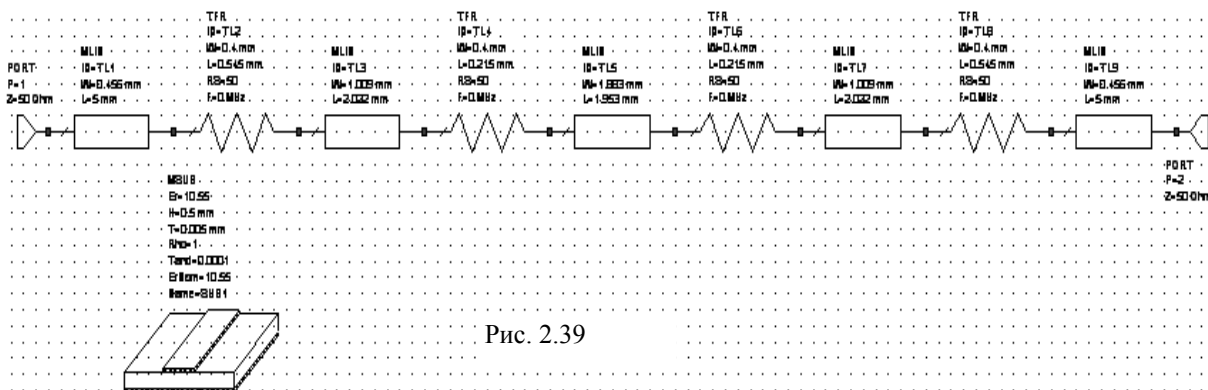 PORT
P=1
Z=50 Ohm
MLIN
ID=TL1
W=0.456 mm
L=5 mm
TFR
ID=TL2
W=0.4 mm
L=0.545 mm
RS=50
F=0 MHz
MLIN
ID=TL3
W=1.009 mm
L=2.022 mm
TFR
ID=TL4
W=0.4 mm
L=0.215 mm
RS=50
F=0 MHz
MLIN
ID=TL5
L=1.953 mm
TFR
ID=TL6
W=0.4 mm
L=0.215 mm
RS=50
F=0 MHz
MLIN
ID=TL7
W=1.009 mm
L=2.022 mm
TFR
ID=TL8
W=0.4 mm
L=0.545 mm
RS=50
F=0 MHz
MLIN
ID=TL9
W=0.456 mm
L=5 mm
PORT
P=2
Z=50 Ohm
MSUB
Er=10.55
H=0.5 mm
T=0.005 mm
Rho=1
Tand=0.0001
ErNom=10.55
Name=SUB1
Рис. 2.39